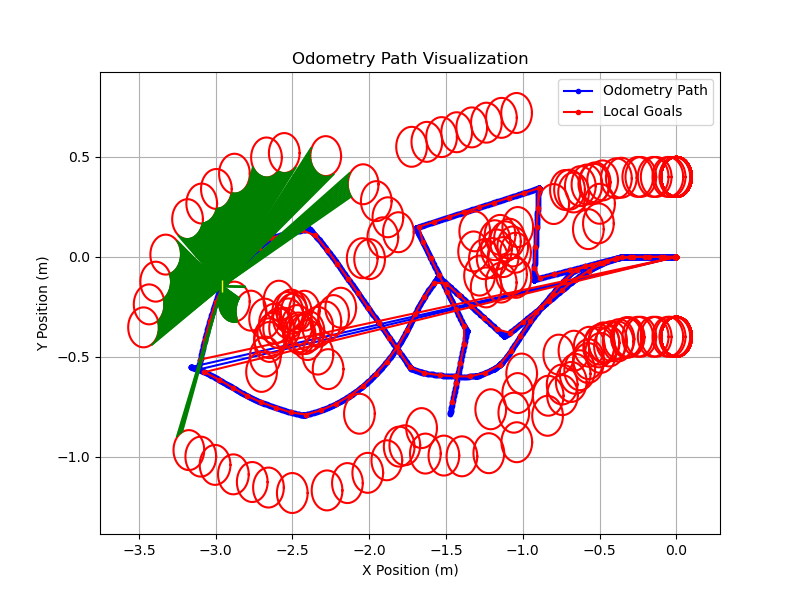 Odometry Path Visualization
Odometry Path
Local Goals
Y Position (m)
0.5
0.0
−0.5
−1.0
−3.5 −3.0 −2.5 −2.0 −1.5 −1.0 −0.5 0.0
X Position (m)